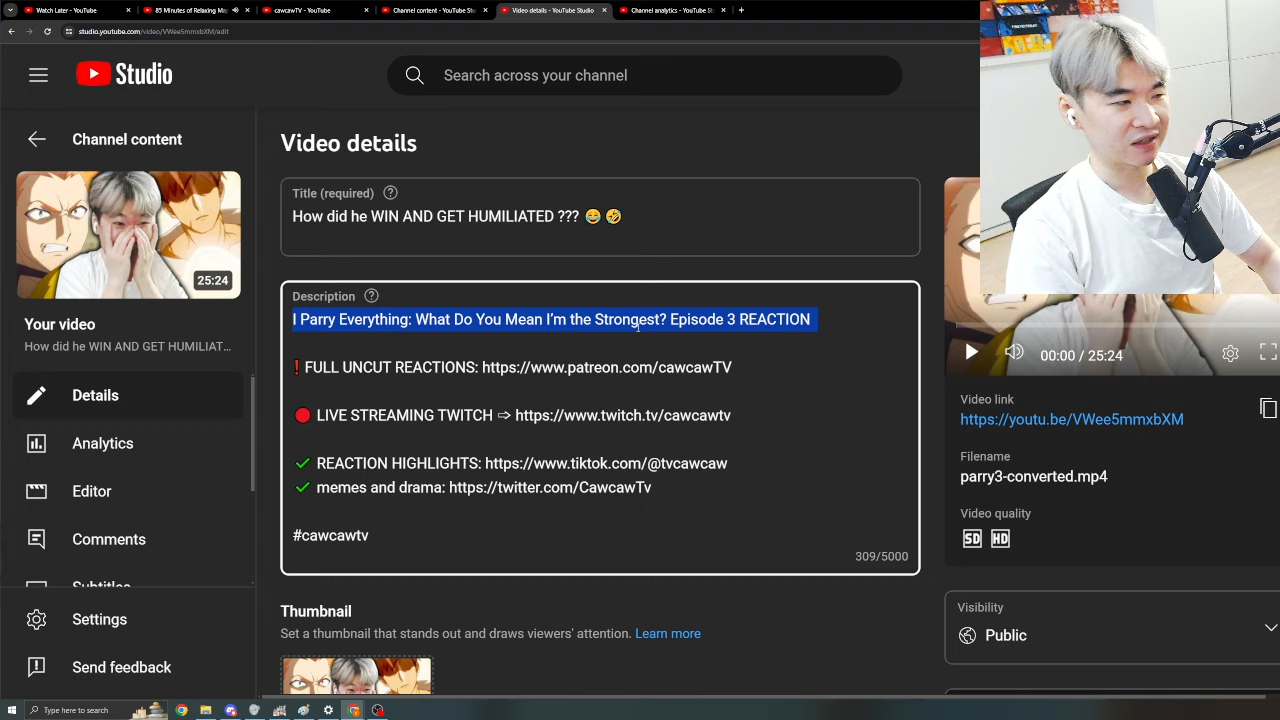 Watch Later - YouTube
85 Minutes of Relaxing Ma
cawcawTV - YouTube
Channel content - YouTube Stu
Video details - YouTube Studio
Channel analytics - YouTube St
studio.youtube.com/video/VWee5mmxbXM/edit
Studio
Search across your channel
Channel content
25:24
Your video
How did he WIN AND GET HUMILIAT...
Details
Analytics
Editor
Comments
Subtitles
Settings
Send feedback
Video details
Title (required)
How did he WIN AND GET HUMILIATED ??? 😂 🤣
Description
I Parry Everything: What Do You Mean I'm the Strongest? Episode 3 REACTION
❗ FULL UNCUT REACTIONS: https://www.patreon.com/cawcawTV
🔴 LIVE STREAMING TWITCH ⇨ https://www.twitch.tv/cawcawtv
✔ REACTION HIGHLIGHTS: https://www.tiktok.com/@tvcawcaw
✔ memes and drama: https://twitter.com/CawcawTv
#cawcawtv
309/5000
Thumbnail
Set a thumbnail that stands out and draws viewers' attention. Learn more
00:00 / 25:24
Video link
https://youtu.be/VWee5mmxbXM
Filename
parry3-converted.mp4
Video quality
SD HD
Visibility
Public
Type here to search